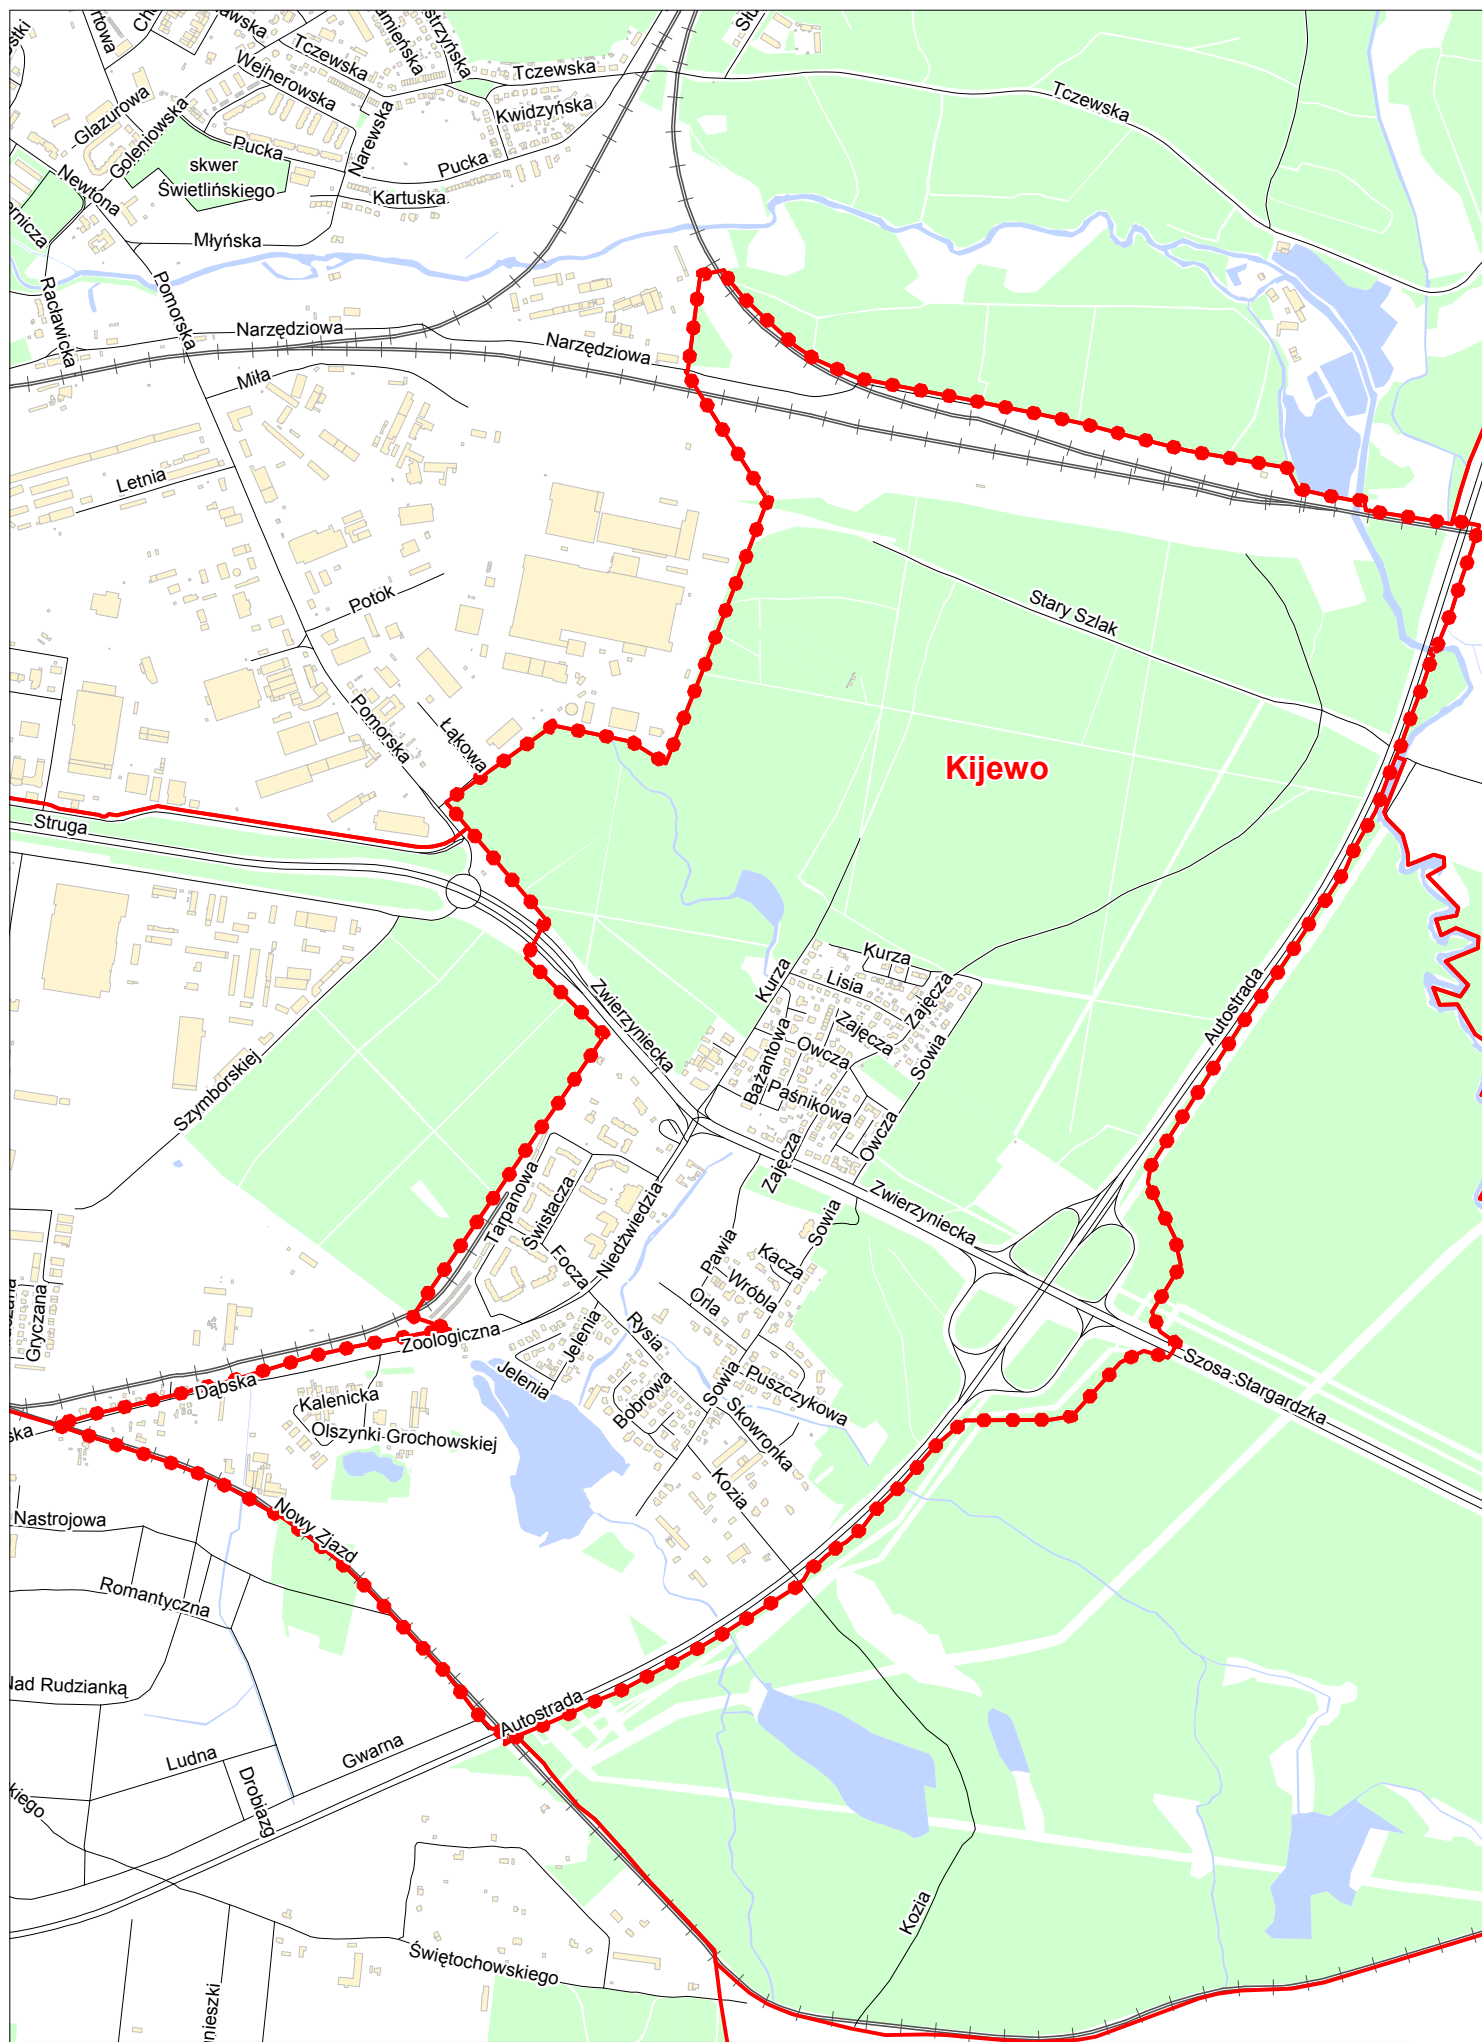 Tczewska
Wejherowska
Tczewska
Kwidzyńska
Tczewska
Glazurowa
Goleniowska
Pucka
Narewska
Pucka
skwer
Świetlińskiego
Newtona
Kartuska
Młyńska
Racławicka
Pomorska
Narzędziowa
Narzędziowa
Miła
Letnia
Potok
Stary Szlak
Pomorska
Łąkowa
Kijewo
Struga
Kurza
Kurza
Lisia
Zajęcza
Zwierzyniecka
Zajęcza
Bażantowa
Owcza
Sowia
Autostrada
Szymborskiej
Paśnikowa
Owcza
Zajęcza
Tarpanowa
Świstacza
Niedźwiedzia
Zwierzyniecka
Sowia
Focza
Pawia
Kacza
Wróbla
Orla
Gryczana
Zoologiczna
Rysia
Jelenia
Szosa Stargardzka
Jelenia
Dąbska
Kalenicka
Bobrowa
Sowia
Puszczykowa
Skowronka
Olszynki Grochowskiej
Kozia
Nastrojowa
Nowy Zjazd
Romantyczna
Nad Rudzianką
Autostrada
Gwarna
Ludna
Drobiazg
Kozia
Świętochowskiego